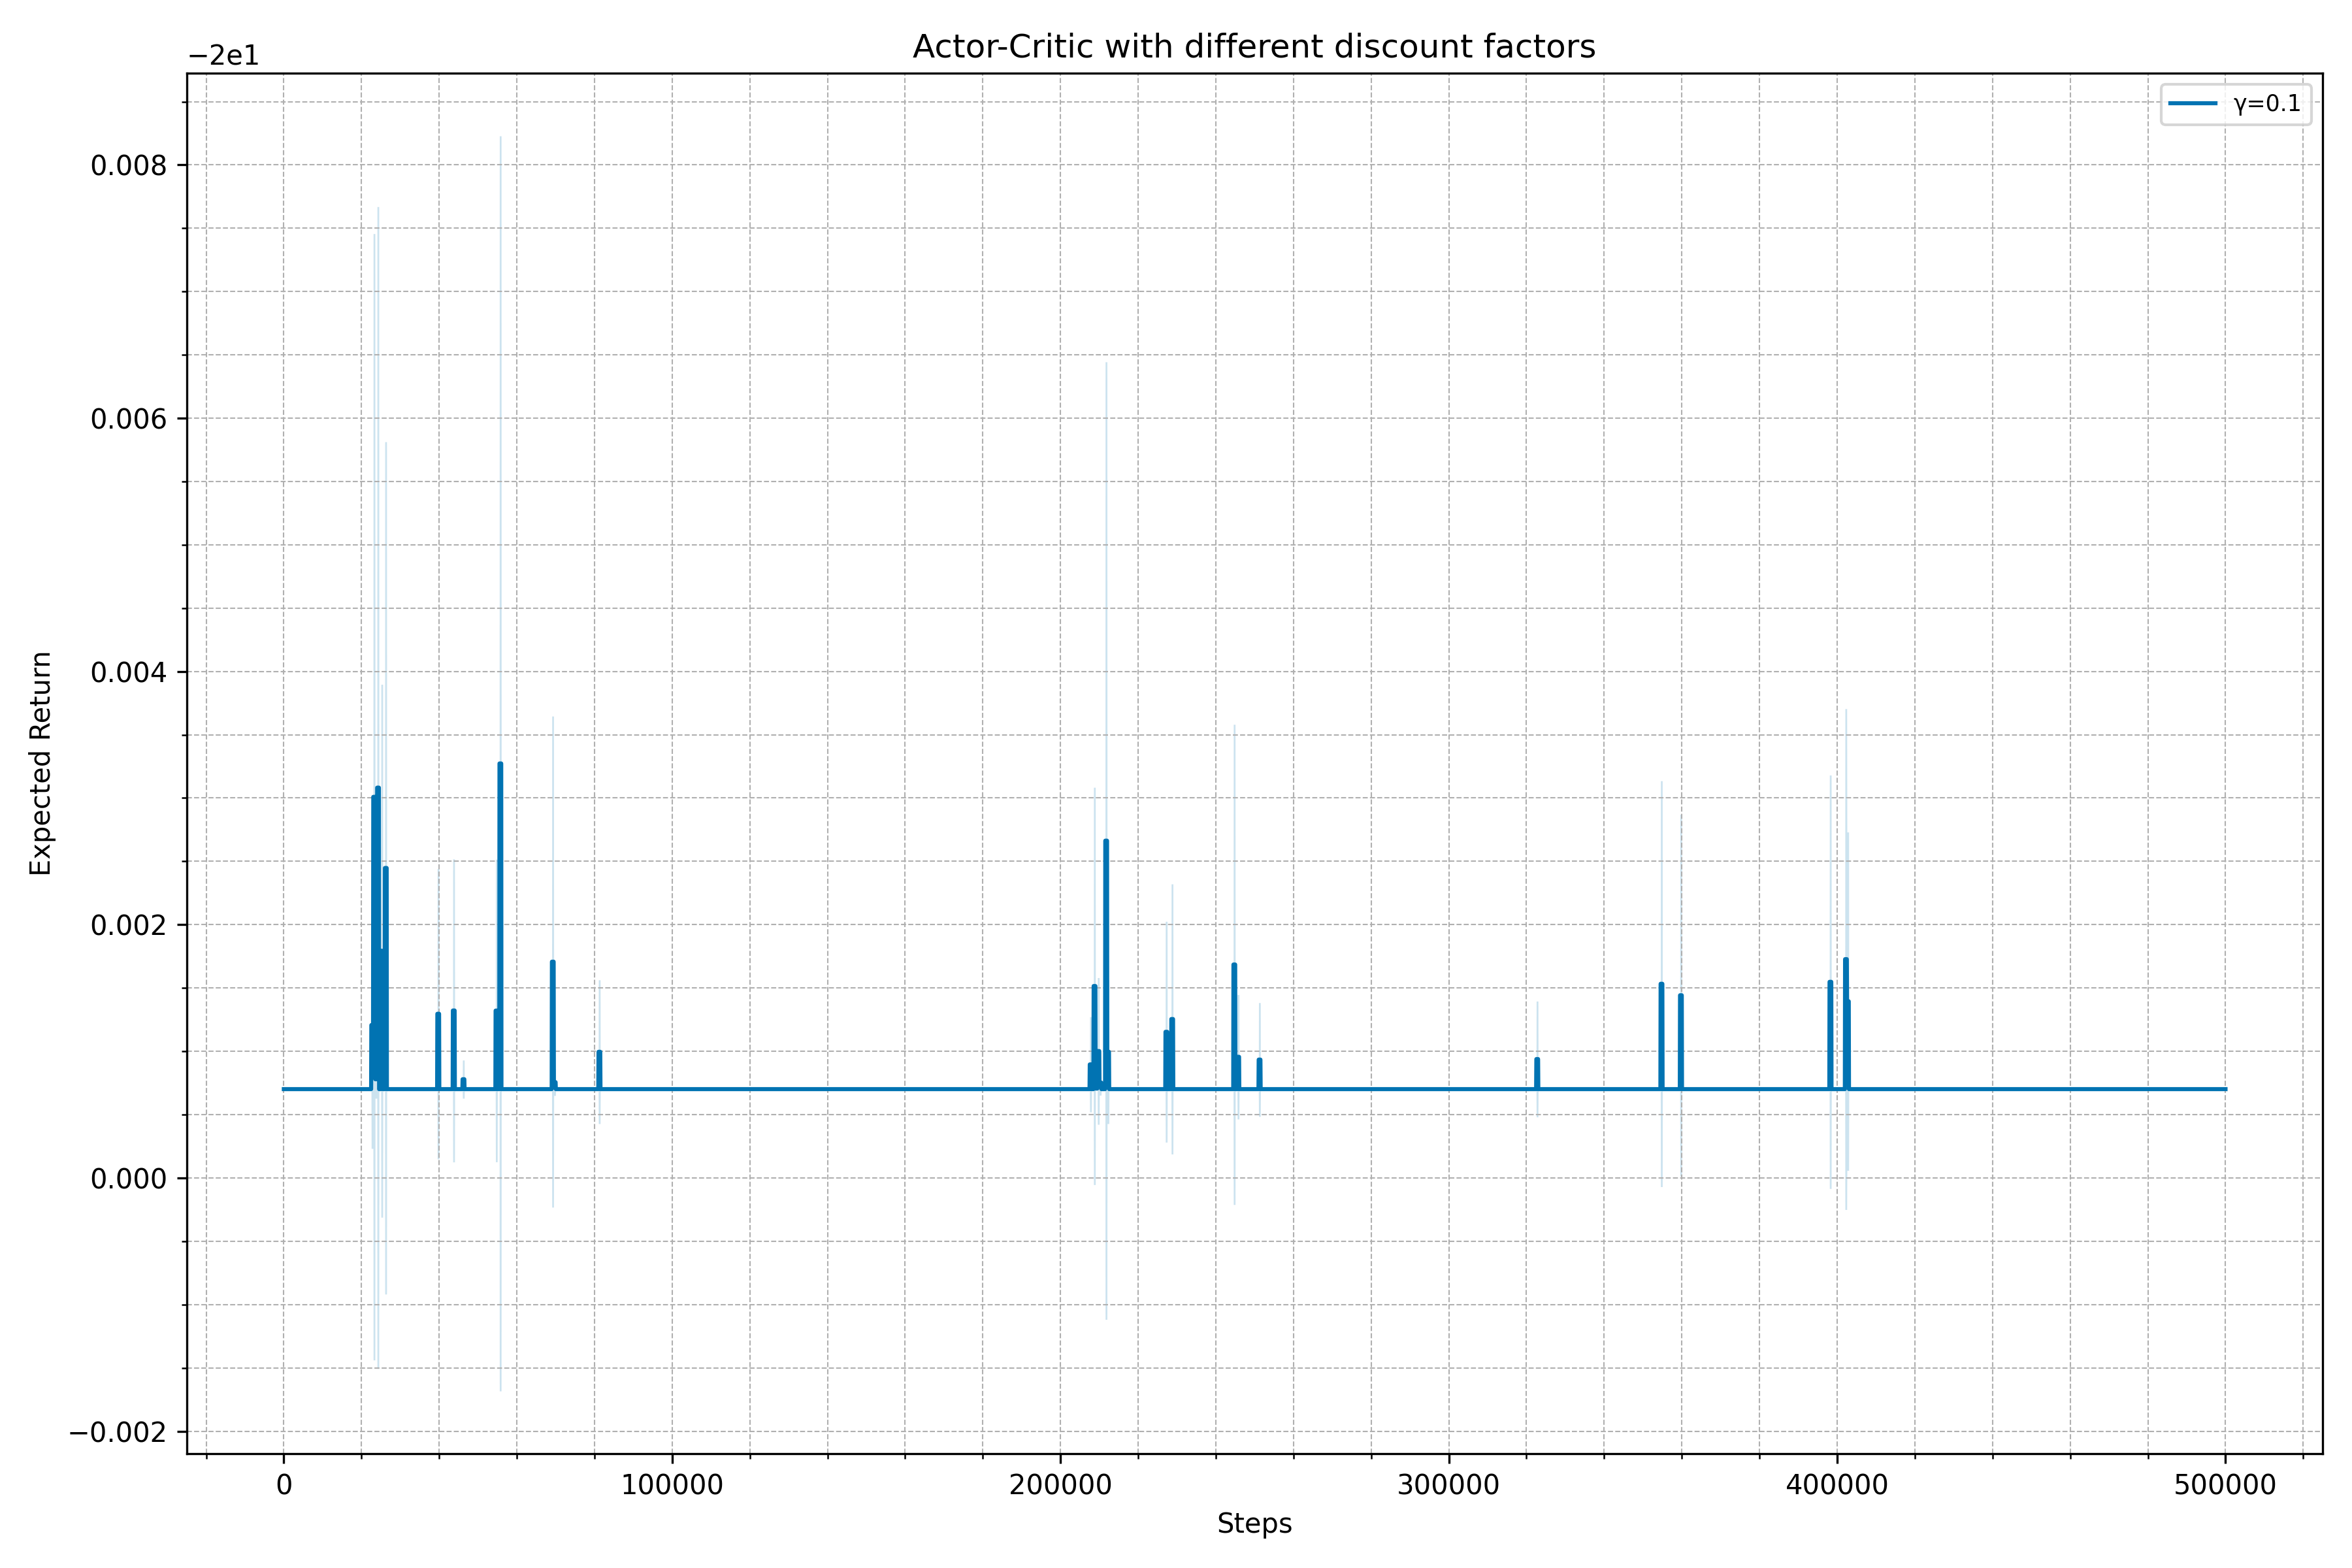 Actor-Critic with different discount factors
−2e1
γ=0.1
0.008
0.006
0.004
0.002
0.000
−0.002
Expected Return
0
100000
200000
300000
400000
500000
Steps